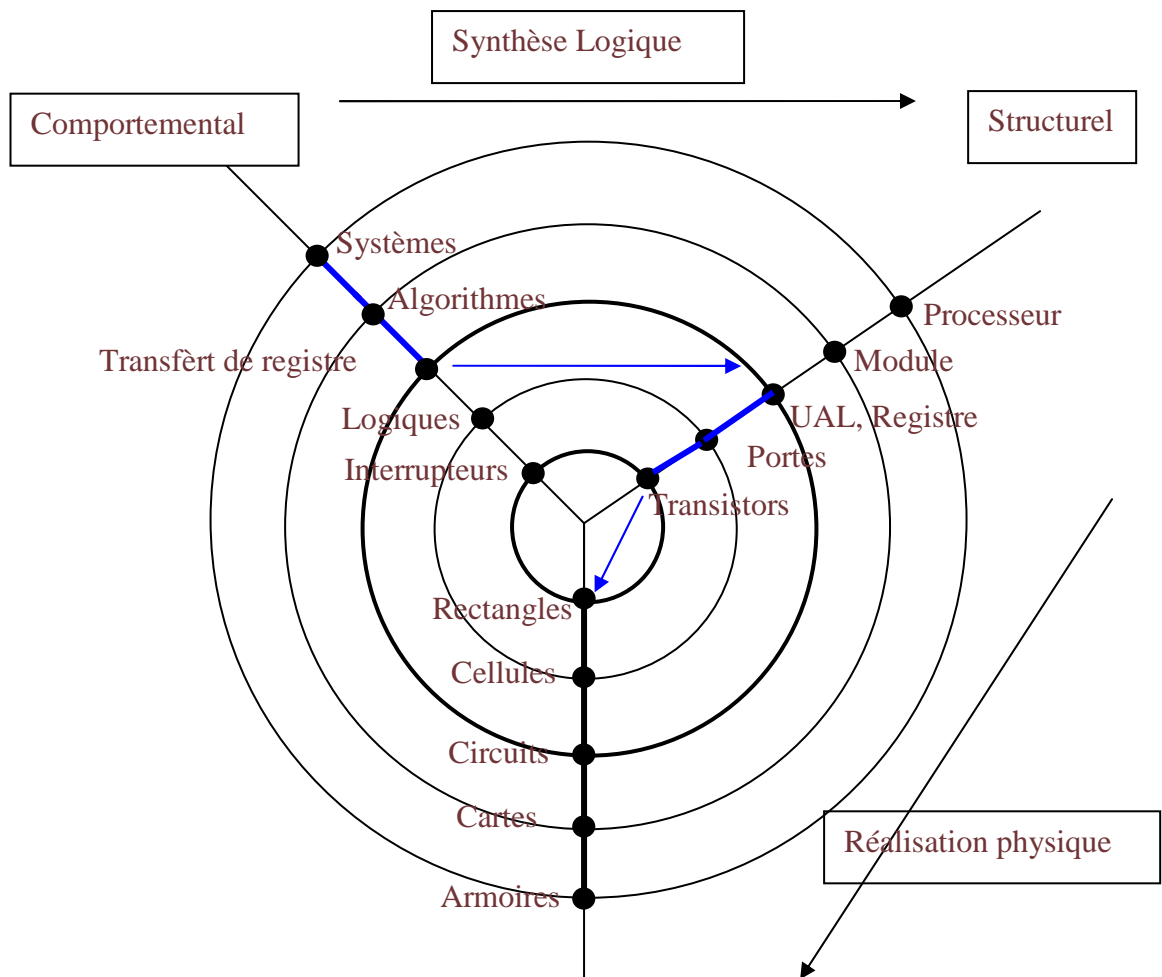 Synthèse Logique
Comportemental
Structurel
Systèmes
Algorithmes
Transfèrt de registre
Logiques
Interrupteurs
Processeur
Module
UAL, Registre
Portes
Transistors
Rectangles
Cellules
Circuits
Cartes
Armoires
Réalisation physique